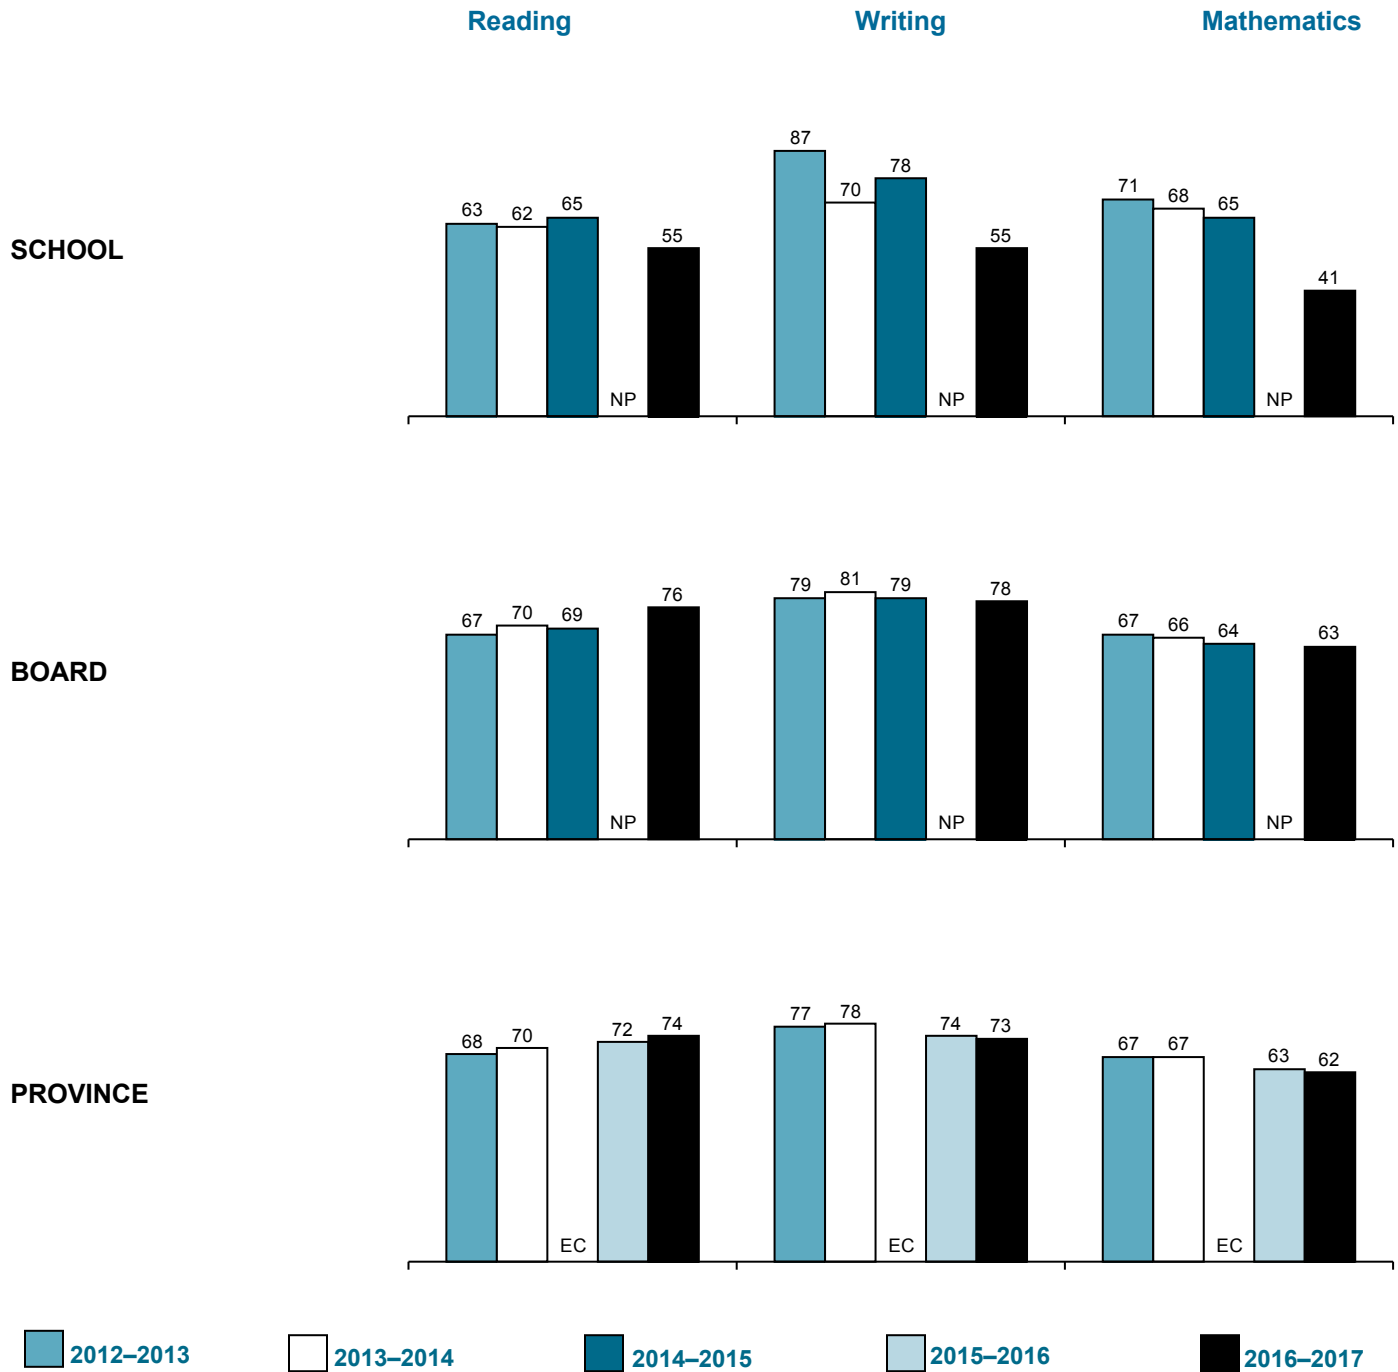 Reading Writing Mathematics
SCHOOL
63 62 65 NP 55
87 70 78 NP 55
71 68 65 NP 41
BOARD
67 70 69 NP 76
79 81 79 NP 78
67 66 64 NP 63
PROVINCE
68 70 EC 72 74
77 78 EC 74 73
67 67 EC 63 62
2012–2013 2013–2014 2014–2015 2015–2016 2016–2017